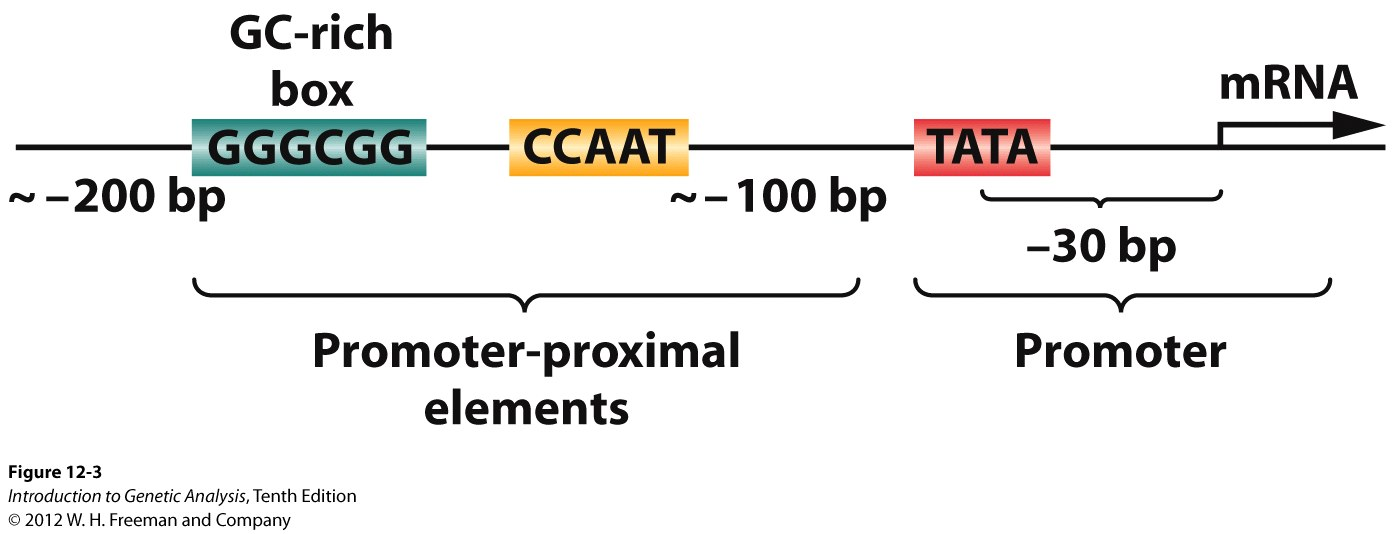 GC-rich
box
mRNA
GGGCGG
CCAAT
TATA
~ –200 bp
~ – 100 bp
–30 bp
Promoter-proximal
elements
Promoter
Figure 12-3
Introduction to Genetic Analysis, Tenth Edition
© 2012 W. H. Freeman and Company